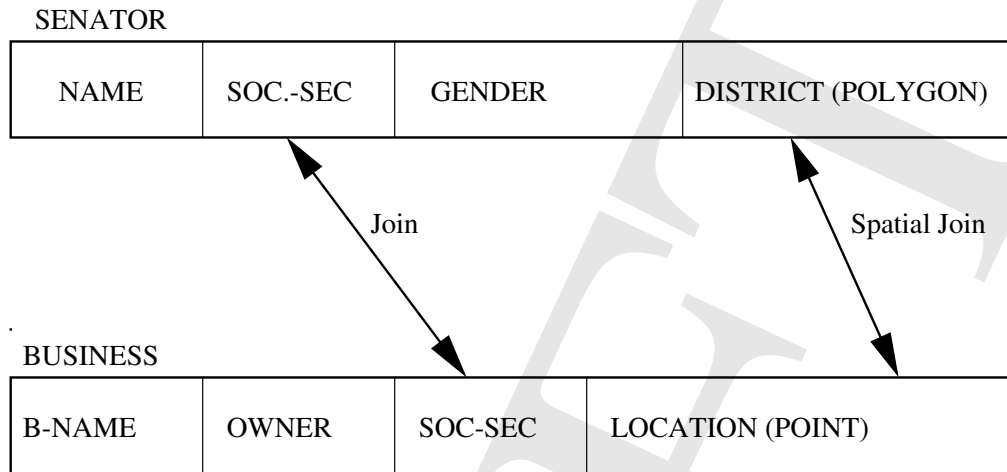 SENATOR
NAME SOC.-SEC GENDER DISTRICT (POLYGON)
Join Spatial Join
BUSINESS
B-NAME OWNER SOC-SEC LOCATION (POINT)